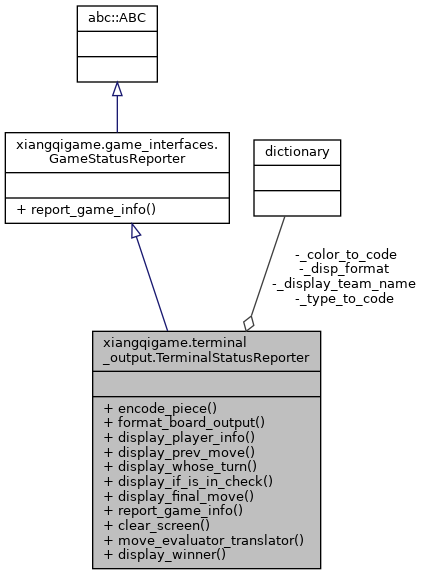 abc::ABC
xiangqigame.game_interfaces.
GameStatusReporter
+ report_game_info()
dictionary
-_color_to_code
-_disp_format
-_display_team_name
-_type_to_code
xiangqigame.terminal
_output.TerminalStatusReporter
+ encode_piece()
+ format_board_output()
+ display_player_info()
+ display_prev_move()
+ display_whose_turn()
+ display_if_is_in_check()
+ display_final_move()
+ report_game_info()
+ clear_screen()
+ move_evaluator_translator()
+ display_winner()